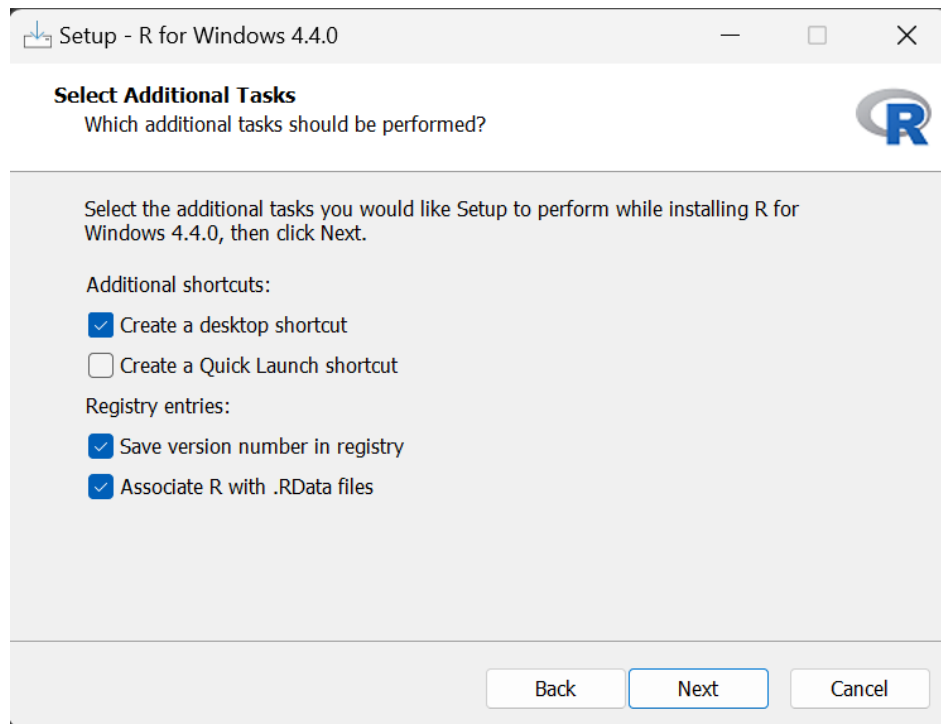 Setup - R for Windows 4.4.0
Select Additional Tasks
Which additional tasks should be performed?
R
Select the additional tasks you would like Setup to perform while installing R for
Windows 4.4.0, then click Next.
Additional shortcuts:
Create a desktop shortcut
Create a Quick Launch shortcut
Registry entries:
Save version number in registry
Associate R with .RData files
Back
Next
Cancel